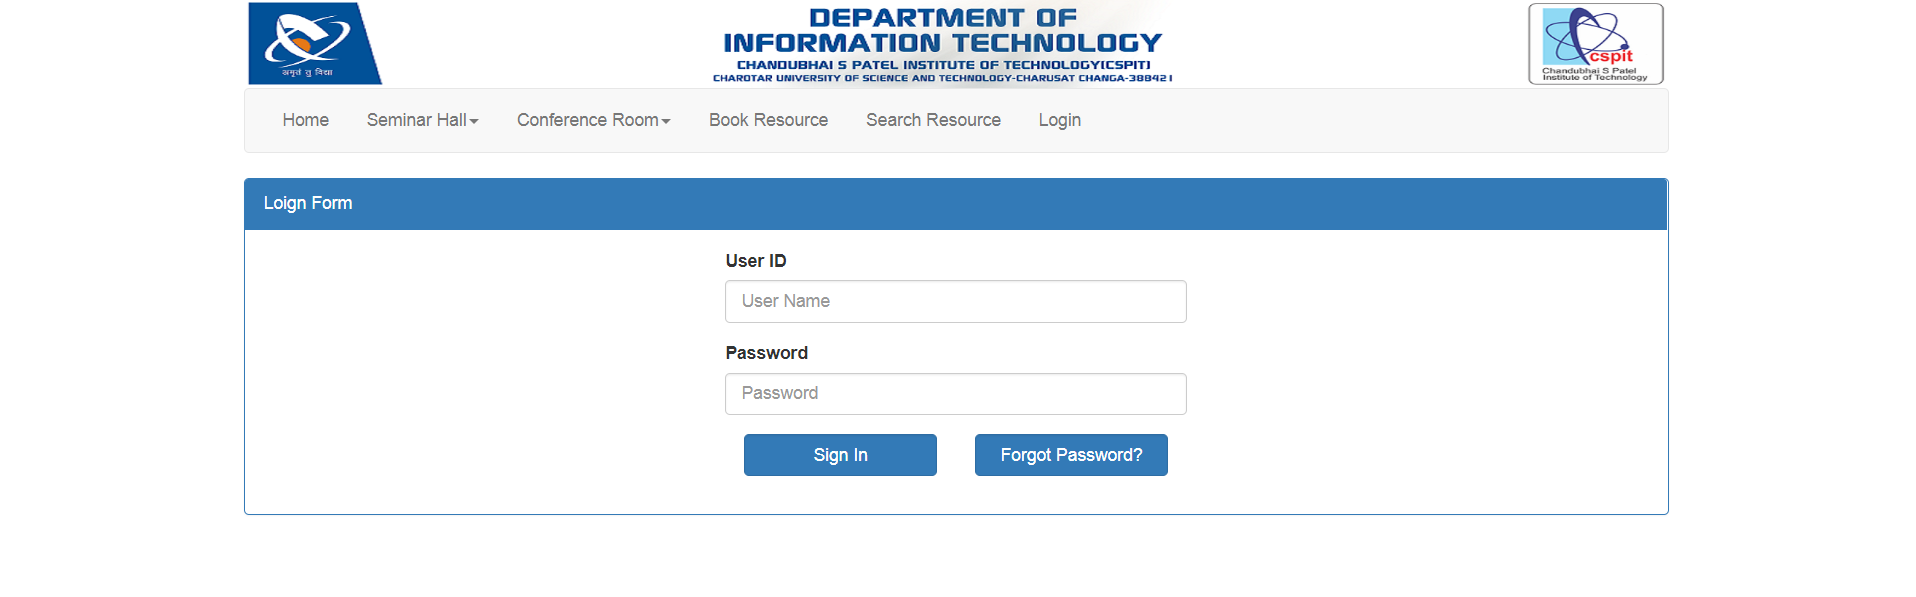 अमृतं तु विद्या
DEPARTMENT OF
INFORMATION TECHNOLOGY
CHANDUBHAI S PATEL INSTITUTE OF TECHNOLOGY(CSPIT)
CHAROTAR UNIVERSITY OF SCIENCE AND TECHNOLOGY-CHARUSAT CHANGA-388421
cspit
Chandubhai S Patel
Institute of Technology
Home Seminar Hall Conference Room Book Resource Search Resource Login
Loign Form
User ID
User Name
Password
Password
Sign In Forgot Password?